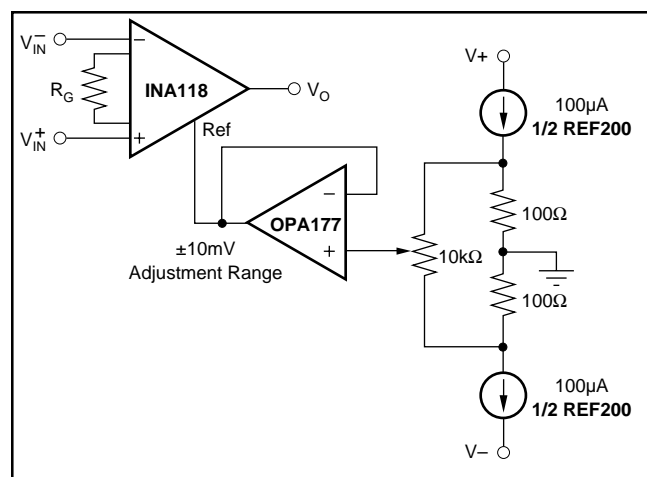 V−IN
RG
V+IN
−
+
INA118
Ref
VO
−
+
OPA177
±10mV
Adjustment Range
10kΩ
V+
100µA
1/2 REF200
100Ω
100Ω
100µA
1/2 REF200
V−